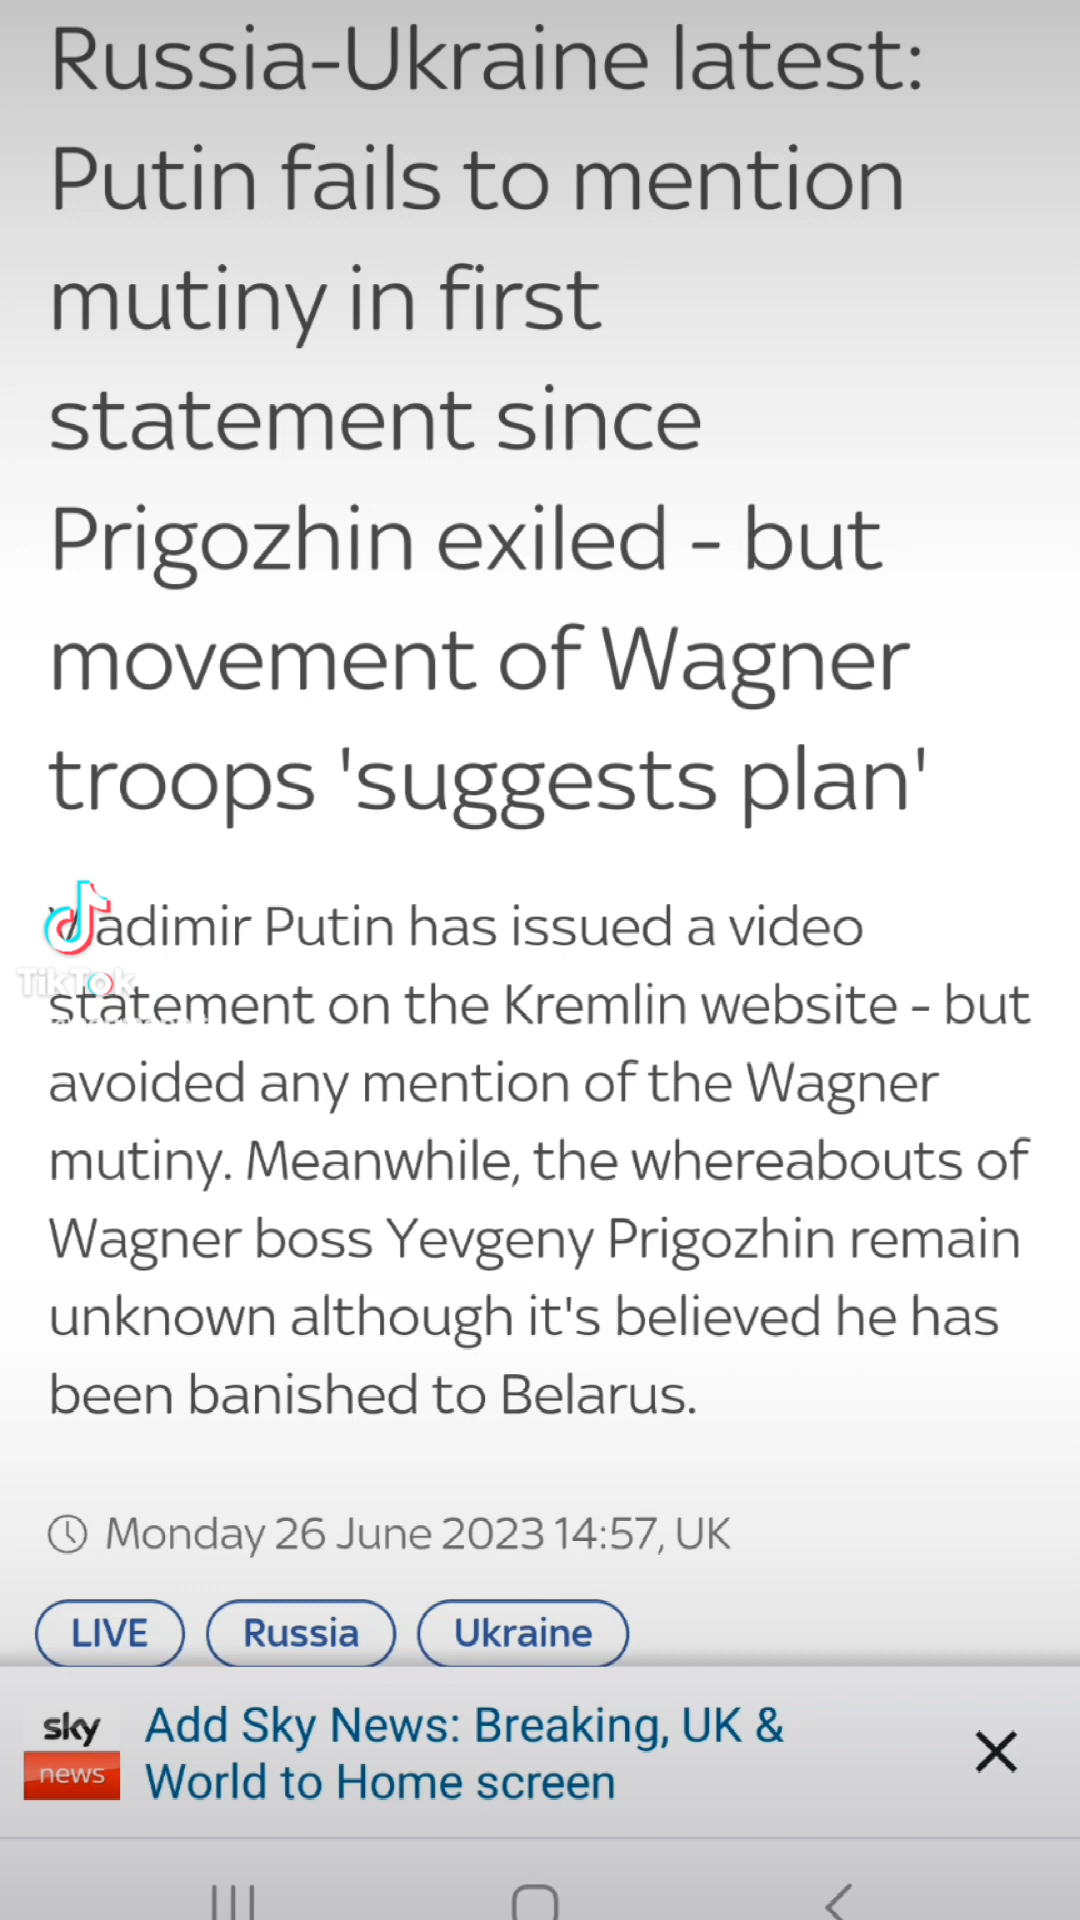 Russia-Ukraine latest:
Putin fails to mention
mutiny in first
statement since
Prigozhin exiled - but
movement of Wagner
troops 'suggests plan'
Vladimir Putin has issued a video
TikTok
statement on the Kremlin website - but
avoided any mention of the Wagner
mutiny. Meanwhile, the whereabouts of
Wagner boss Yevgeny Prigozhin remain
unknown although it's believed he has
been banished to Belarus.
Monday 26 June 2023 14:57, UK
LIVE Russia Ukraine
sky
news
Add Sky News: Breaking, UK &
World to Home screen